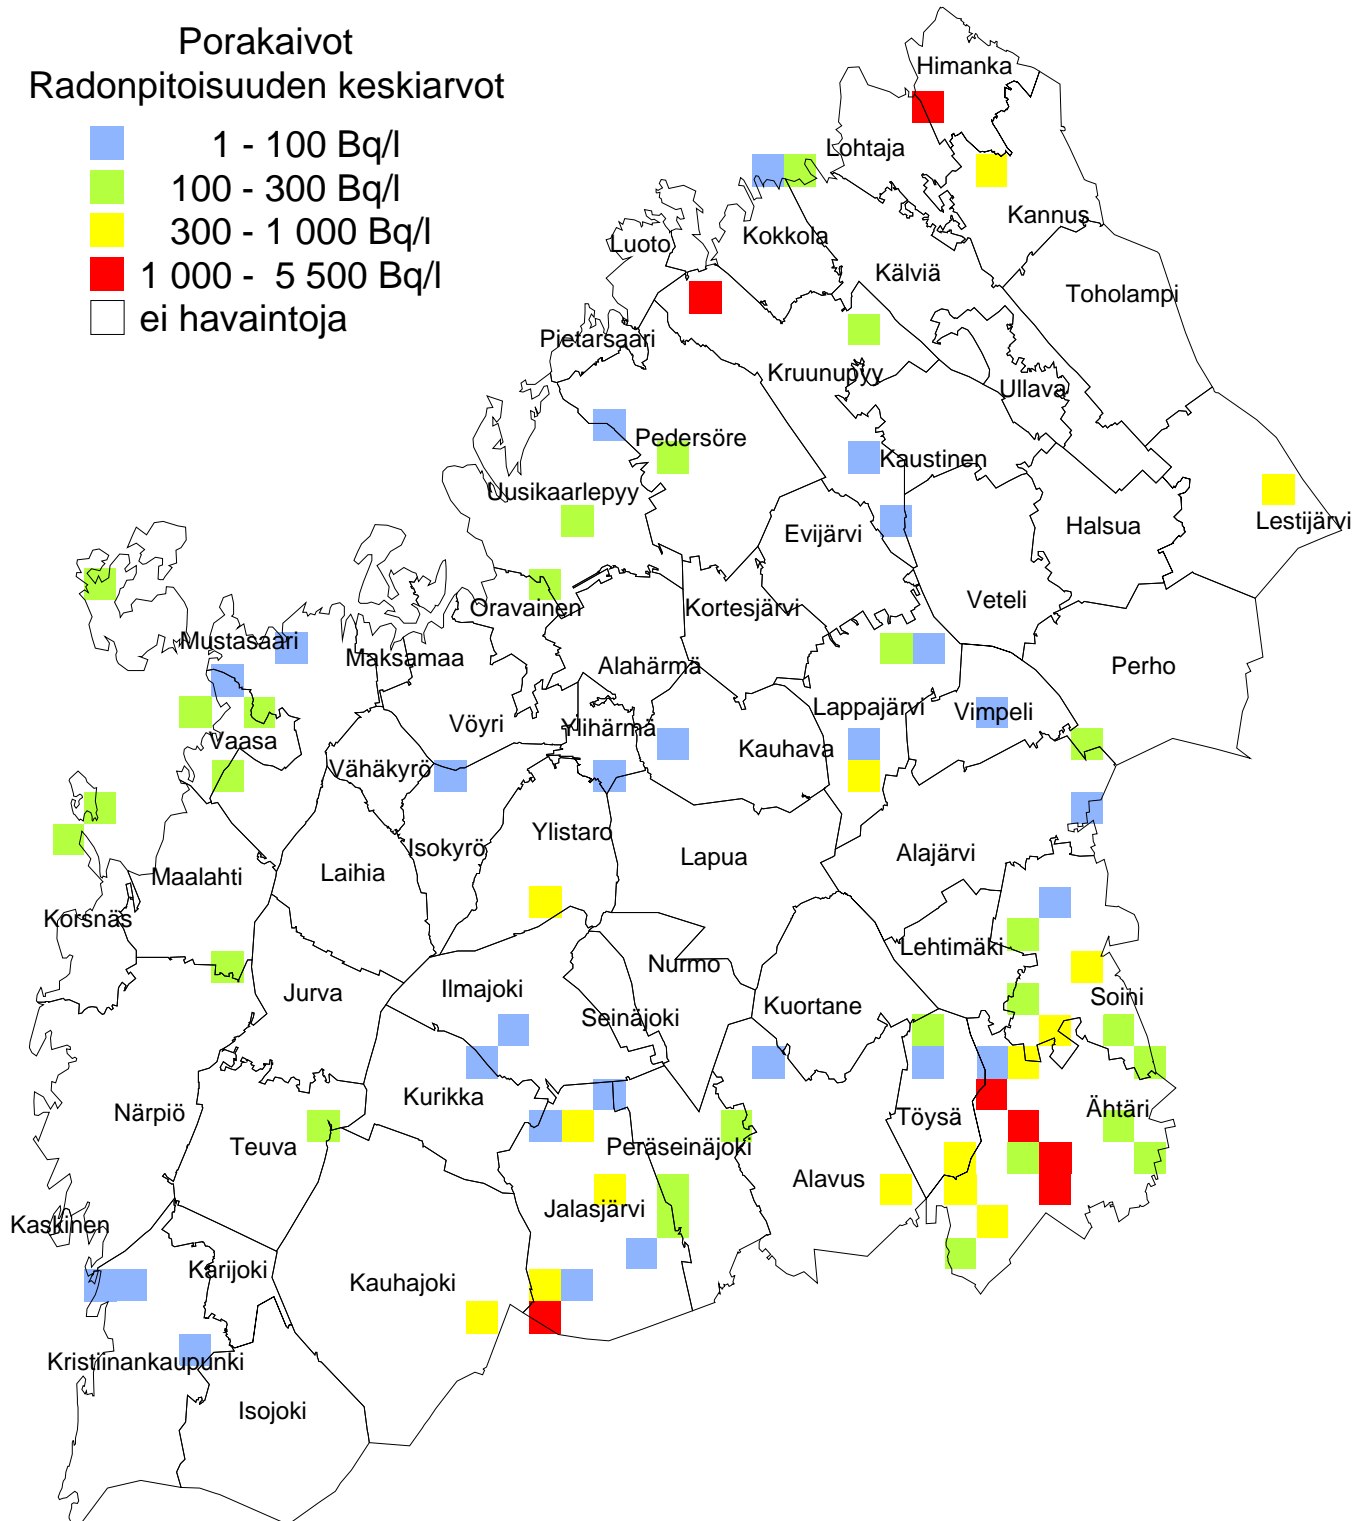 Porakaivot
Radonpitoisuuden keskiarvot
1 - 100 Bq/l
100 - 300 Bq/l
300 - 1 000 Bq/l
1 000 - 5 500 Bq/l
ei havaintoja
Himanka
Lohtaja
Kannus
Luoto
Kokkola
Kälviä
Toholampi
Pietarsaari
Kruunupyy
Ullava
Pedersöre
Kaustinen
Uusikaarlepyy
Evijärvi
Halsua
Lestijärvi
Oravainen
Kortesjärvi
Veteli
Mustasaari
Maksamaa
Alahärmä
Perho
Lappajärvi
Vimpeli
Vöyri
Ylihärmä
Vaasa
Kauhava
Vähäkyrö
Ylistaro
Isokyrö
Lapua
Alajärvi
Laihia
Maalahti
Korsnäs
Lehtimäki
Nurmo
Jurva
Ilmajoki
Kuortane
Soini
Seinäjoki
Kurikka
Närpiö
Ähtäri
Töysä
Teuva
Peräseinäjoki
Alavus
Jalasjärvi
Kaskinen
Karijoki
Kauhajoki
Kristiinankaupunki
Isojoki